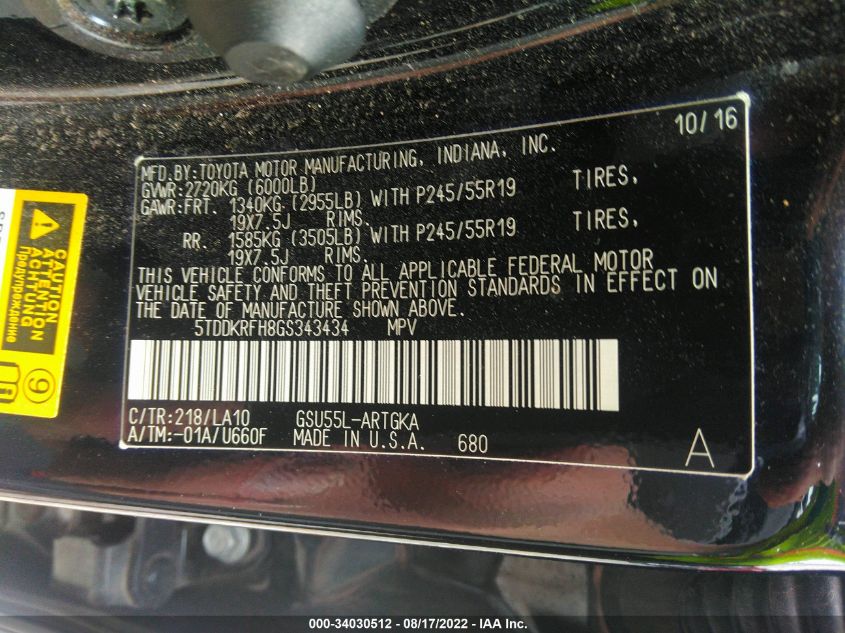 10/16
MFD.BY:TOYOTA MOTOR MANUFACTURING, INDIANA, INC.
GVWR:2720KG (6000LB)
GAWR:FRT. 1340KG (2955LB) WITH P245/55R19 TIRES,
19X7.5J RIMS.
RR. 1585KG (3505LB) WITH P245/55R19 TIRES,
19X7.5J RIMS.
THIS VEHICLE CONFORMS TO ALL APPLICABLE FEDERAL MOTOR
VEHICLE SAFETY AND THEFT PREVENTION STANDARDS IN EFFECT ON
THE DATE OF MANUFACTURE SHOWN ABOVE.
5TDDKRFH8GS343434 MPV
C/TR:218/LA10 GSU55L-ARTGKA
A/TM:-01A/U660F MADE IN U.S.A. 680
A
CAUTION
ATTENTION
ACHTUNG
Предупреждение
9
000-34030512 - 08/17/2022 - IAA Inc.